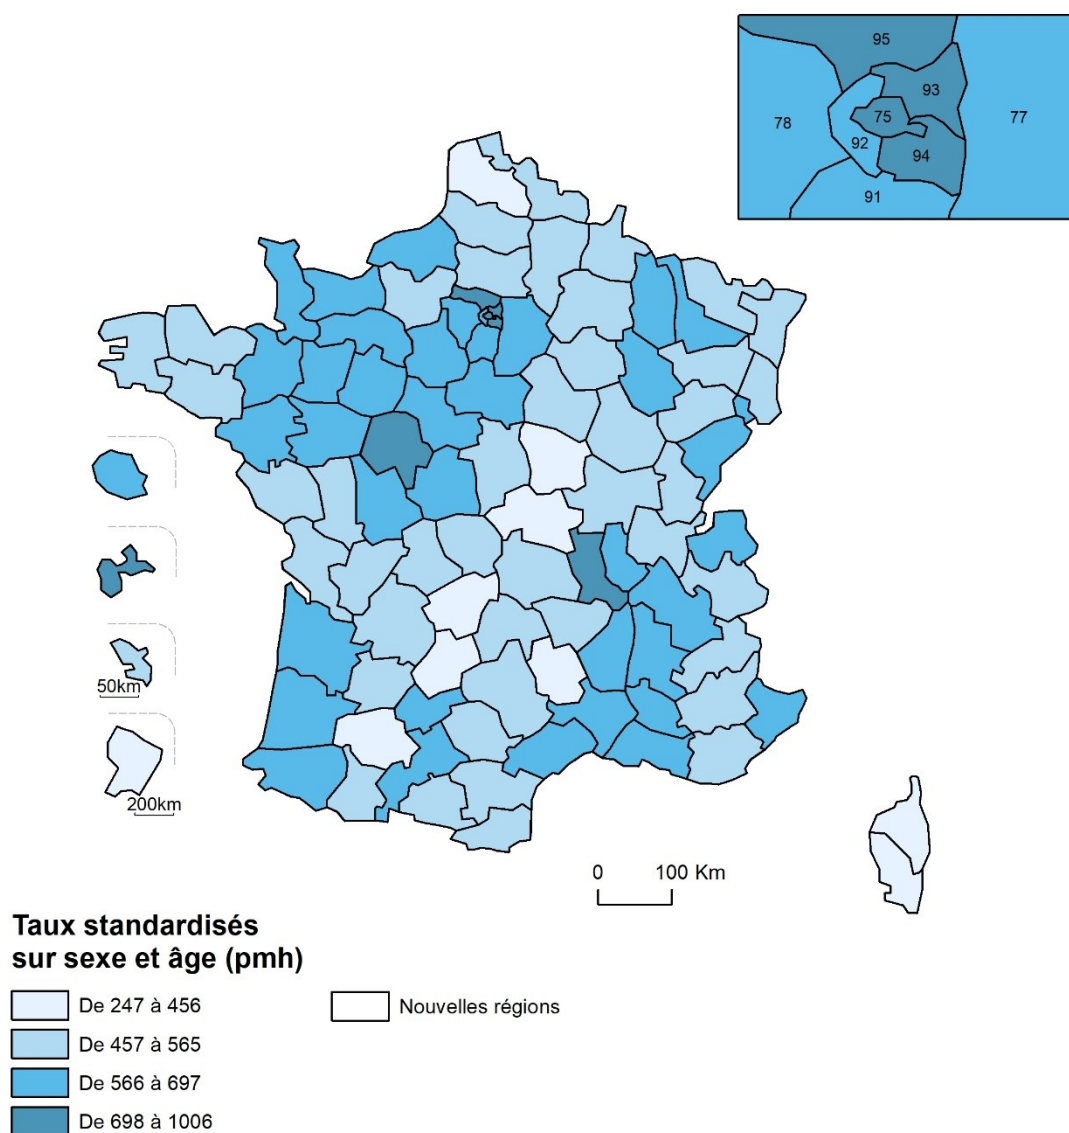 95
93
78
75
77
92
94
91
50km
200km
0 100 Km
Taux standardisés
sur sexe et âge (pmh)
De 247 à 456
Nouvelles régions
De 457 à 565
De 566 à 697
De 698 à 1006